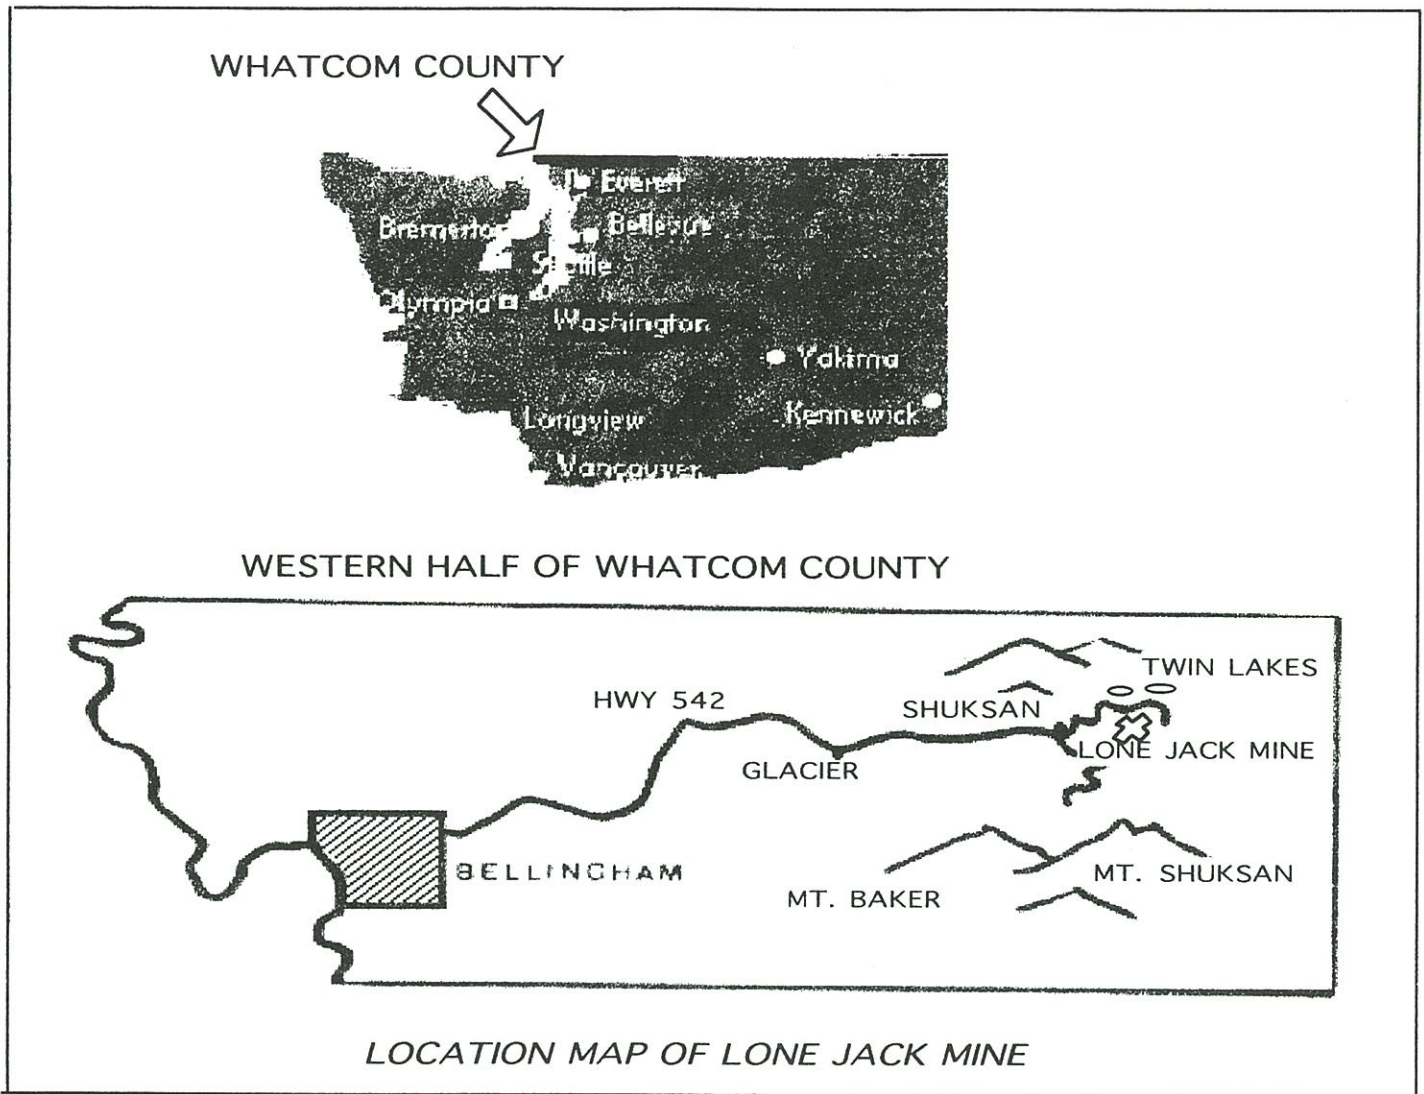 WHATCOM COUNTY
Everett
Bremerton
Bellevue
Seattle
Olympia
Washington
Yakima
Kennewick
Longview
Vancouver
WESTERN HALF OF WHATCOM COUNTY
TWIN LAKES
HWY 542
SHUKSAN
LONE JACK MINE
GLACIER
BELLINGHAM
MT. SHUKSAN
MT. BAKER
LOCATION MAP OF LONE JACK MINE